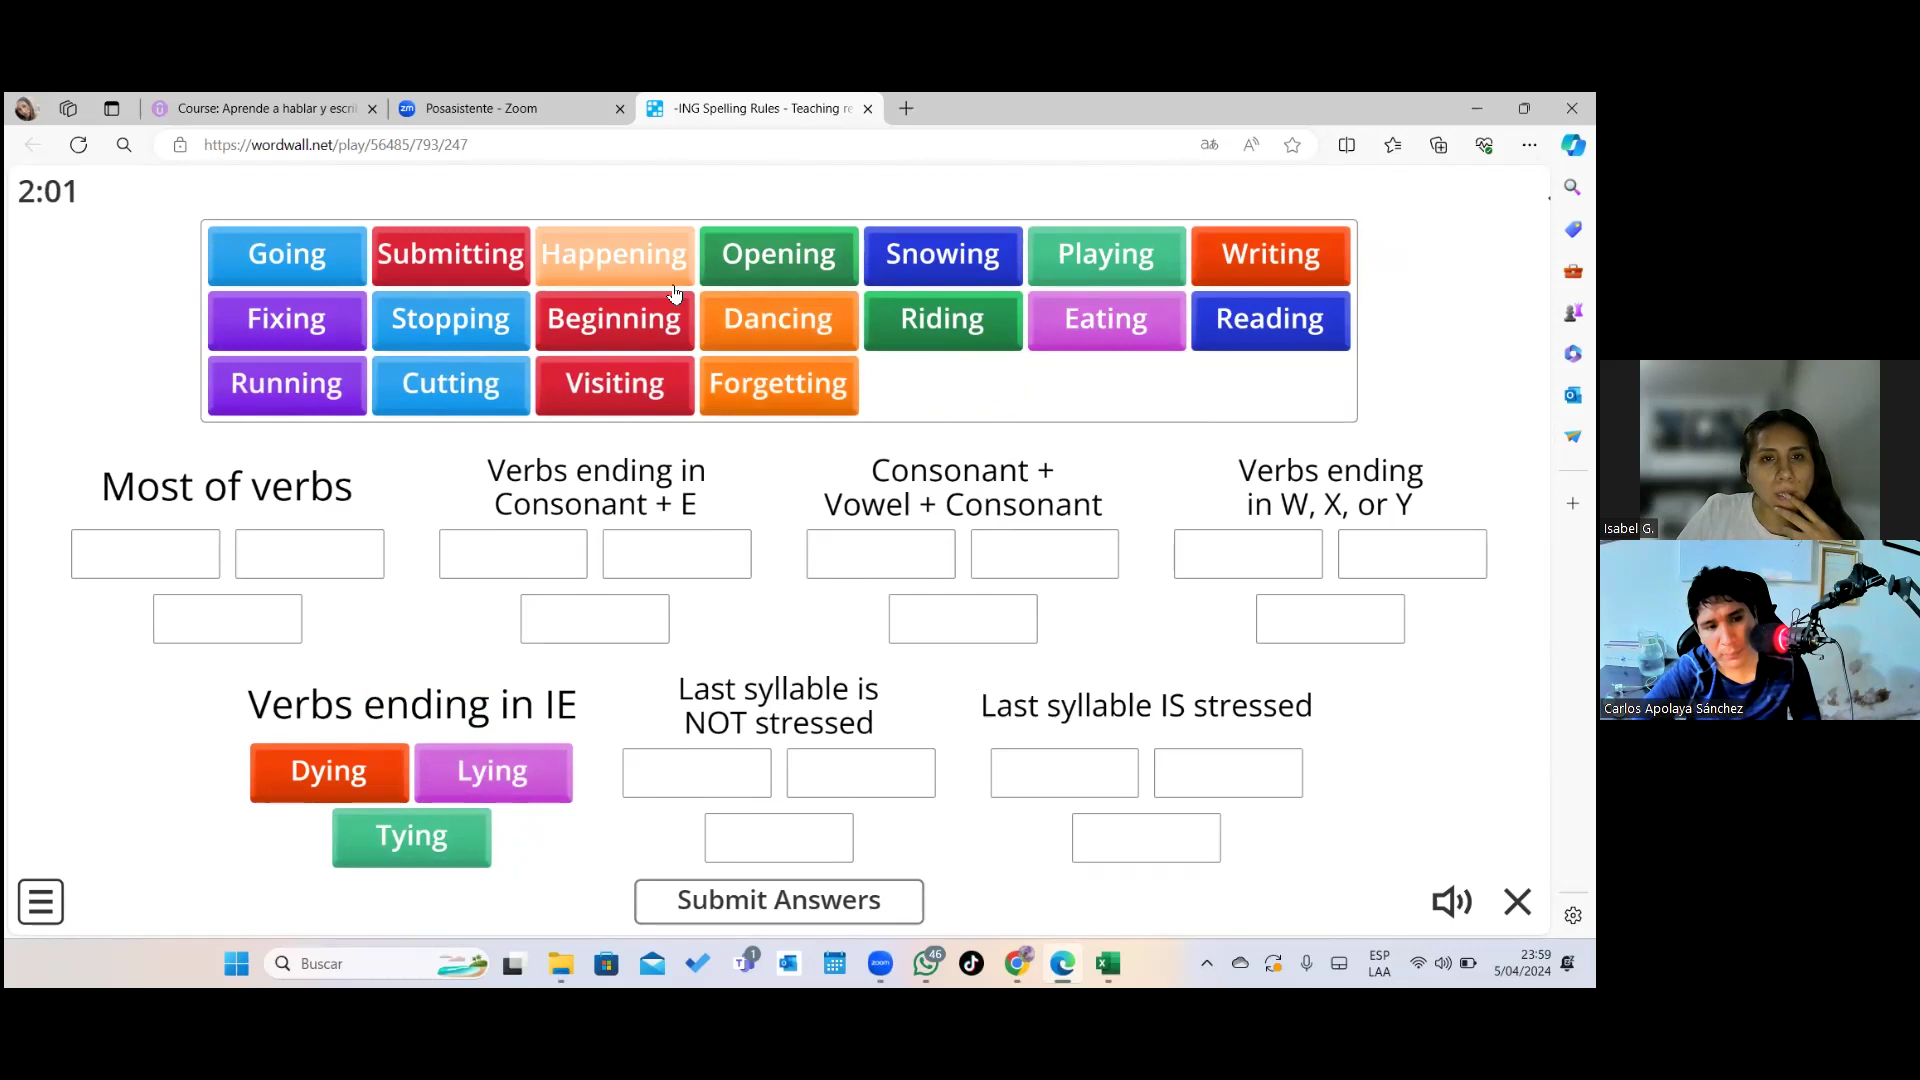 Course: Aprende a hablar y escri
zm Posasistente - Zoom
-ING Spelling Rules - Teaching re
https://wordwall.net/play/56485/793/247
2:01
Going Submitting Happening Opening Snowing Playing Writing
Fixing Stopping Beginning Dancing Riding Eating Reading
Running Cutting Visiting Forgetting
Most of verbs
Verbs ending in
Consonant + E
Consonant +
Vowel + Consonant
Verbs ending
in W, X, or Y
Verbs ending in IE
Dying Lying
Tying
Last syllable is
NOT stressed
Last syllable IS stressed
Submit Answers
Isabel G.
Carlos Apolaya Sánchez
Buscar
1
zoom
46
ESP
LAA
23:59
5/04/2024